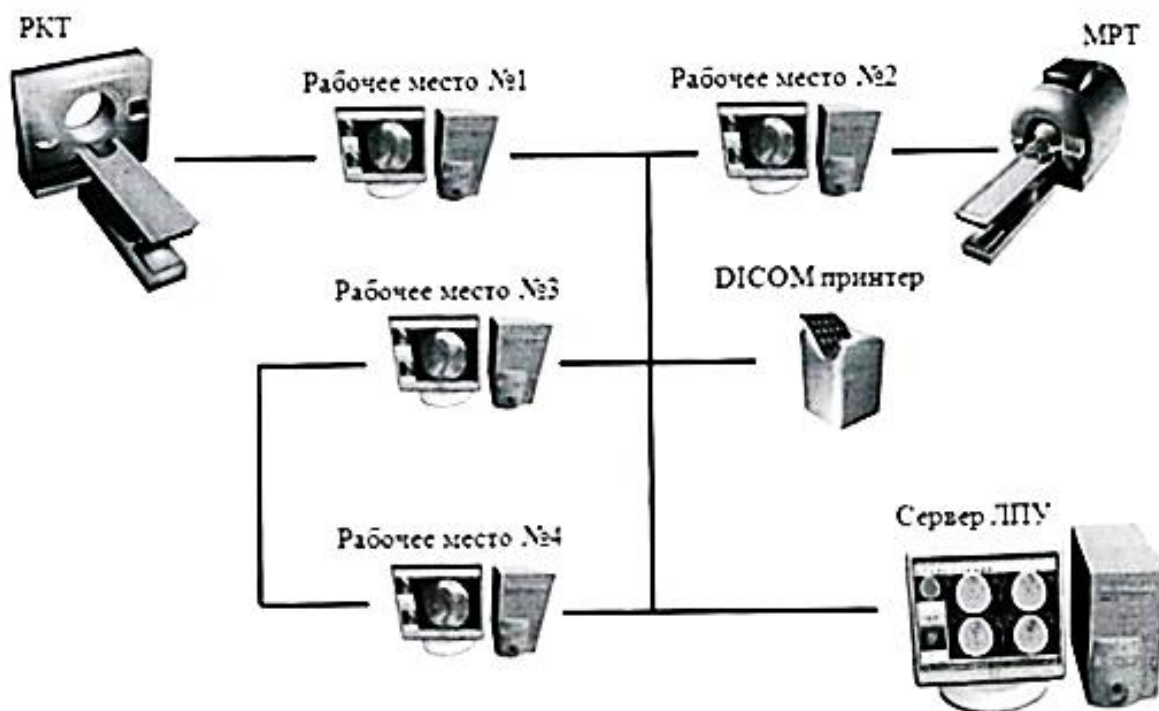 РКТ
МРТ
Рабочее место №1
Рабочее место №2
DICOM принтер
Рабочее место №3
Сервер ЛПУ
Рабочее место №4